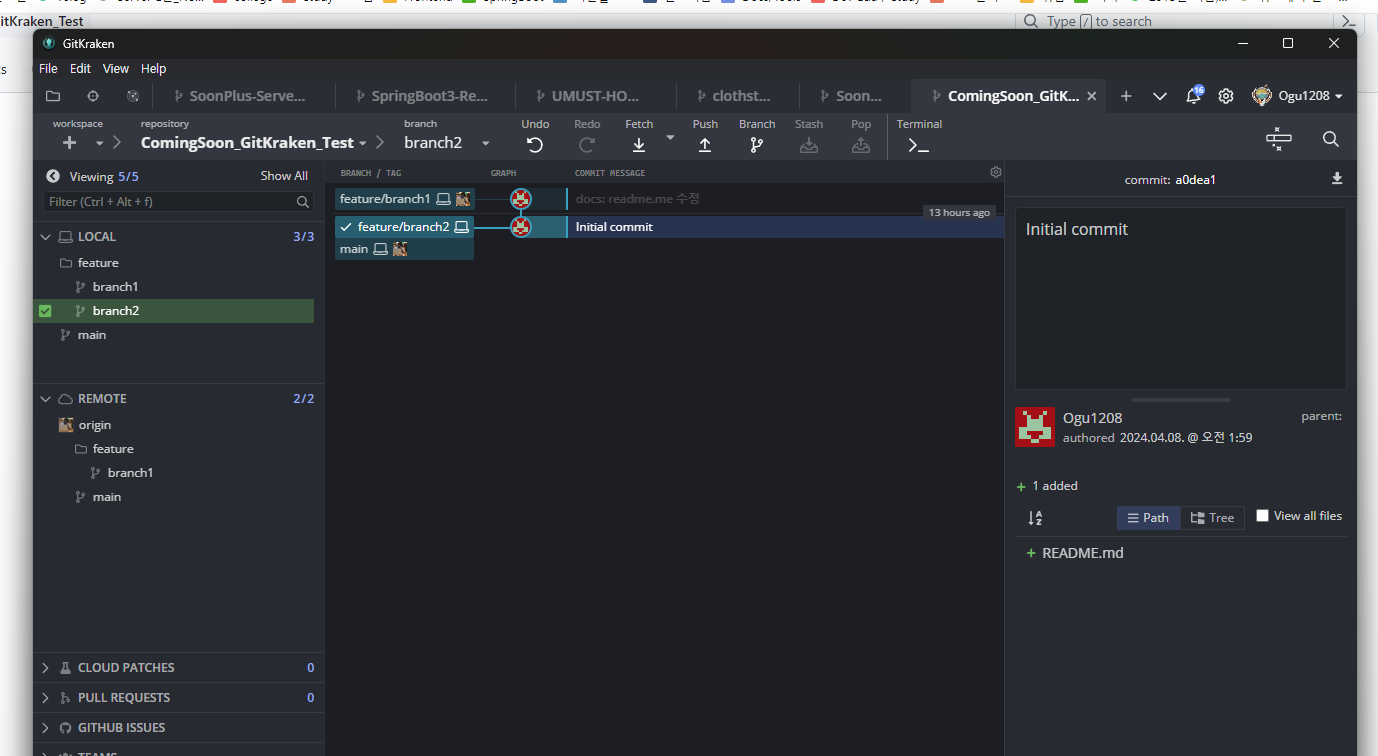 itKraken_Test
Type / to search
GitKraken
File Edit View Help
SoonPlus-Serve...
SpringBoot3-Re...
UMUST-HO...
clothst...
Soon...
ComingSoon_GitK...
16
Ogu1208
workspace
repository
ComingSoon_GitKraken_Test
branch
branch2
Undo
Redo
Fetch
Push
Branch
Stash
Pop
Terminal
Viewing 5/5
Show All
Filter (Ctrl + Alt + f)
LOCAL 3/3
feature
branch1
branch2
main
REMOTE 2/2
origin
feature
branch1
main
CLOUD PATCHES 0
PULL REQUESTS 0
GITHUB ISSUES
TEAMS
BRANCH / TAG
GRAPH
COMMIT MESSAGE
feature/branch1
docs: readme.me 수정
13 hours ago
feature/branch2
Initial commit
main
commit: a0dea1
Initial commit
Ogu1208
parent:
authored 2024.04.08. @ 오전 1:59
+ 1 added
Path
Tree
View all files
+ README.md